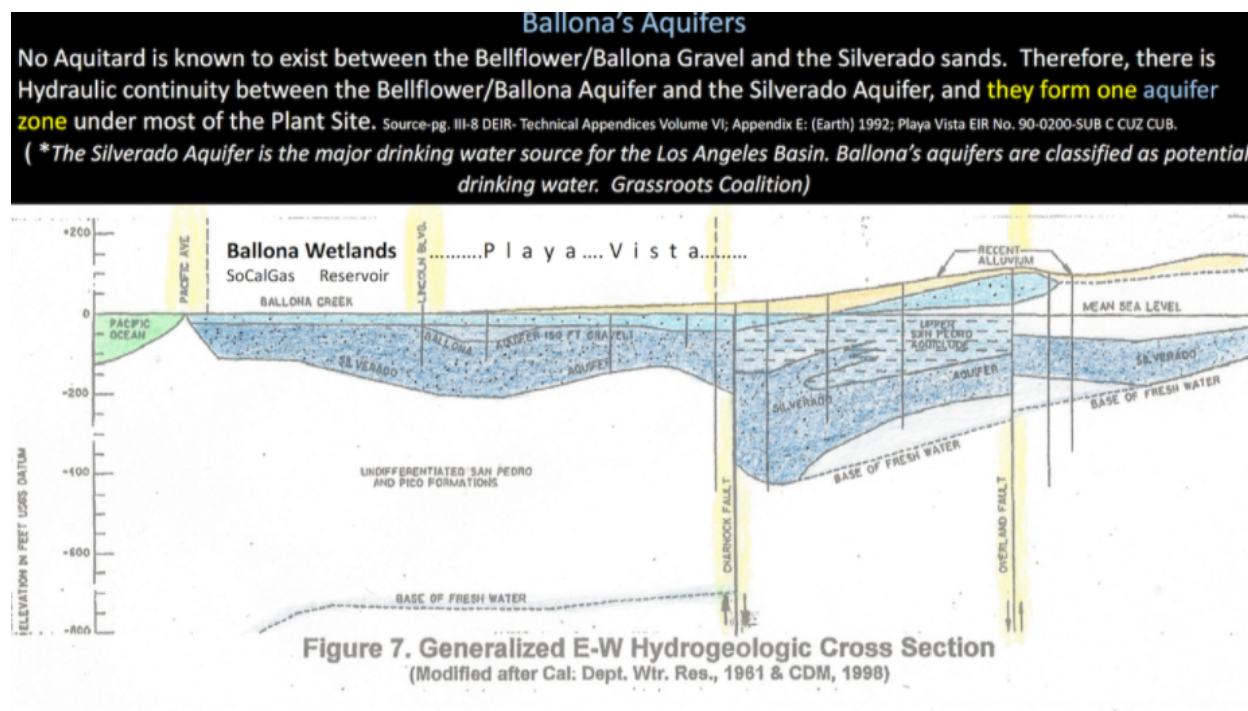 Ballona's Aquifers
No Aquitard is known to exist between the Bellflower/Ballona Gravel and the Silverado sands. Therefore, there is
Hydraulic continuity between the Bellflower/Ballona Aquifer and the Silverado Aquifer, and they form one aquifer
zone under most of the Plant Site. Source-pg. III-8 DEIR- Technical Appendices Volume VI; Appendix E: (Earth) 1992; Playa Vista EIR No. 90-0200-SUB C CUZ CUB.
( *The Silverado Aquifer is the major drinking water source for the Los Angeles Basin. Ballona's aquifers are classified as potential
drinking water. Grassroots Coalition)
+200
PACIFIC AVE
Ballona Wetlands
LINCOLN BLVD.
..........P l a y a .... V i s t a.........
RECENT
ALLUVIUM
SoCalGas Reservoir
BALLONA CREEK
MEAN SEA LEVEL
0
PACIFIC
OCEAN
BALLONA AQUIFER (50 FT GRAVEL)
UPPER
SAN PEDRO
AQUICLUDE
SILVERADO AQUIFER
SILVERADO AQUIFER
SILVERADO
-200
BASE OF FRESH WATER
BASE OF FRESH WATER
ELEVATION IN FEET USGS DATUM
-400
UNDIFFERENTIATED SAN PEDRO
AND PICO FORMATIONS
CHARNOCK FAULT
OVERLAND FAULT
-600
BASE OF FRESH WATER
-800
Figure 7. Generalized E-W Hydrogeologic Cross Section
(Modified after Cal: Dept. Wtr. Res., 1961 & CDM, 1998)